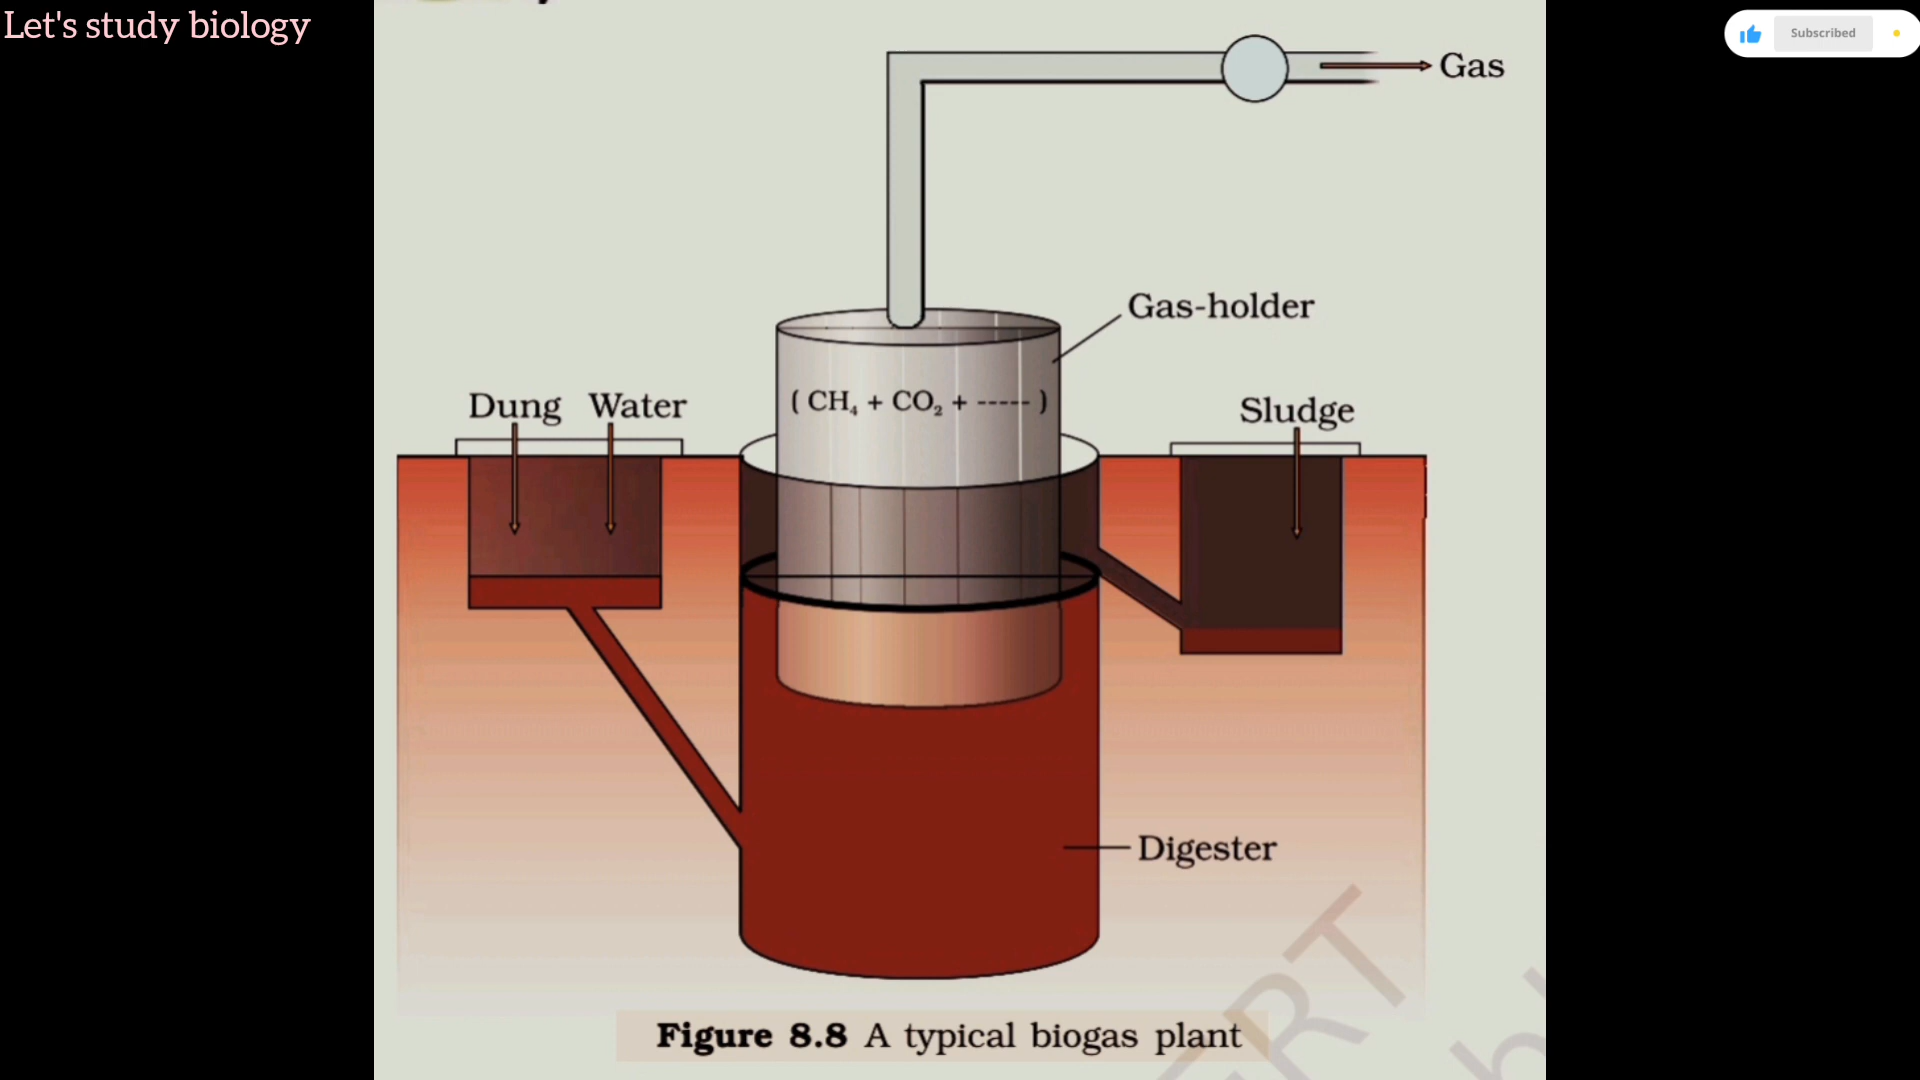 Let's study biology
Subscribed
Gas
Gas-holder
( CH₄ + CO₂ + ----- )
Dung Water
Sludge
Digester
Figure 8.8 A typical biogas plant